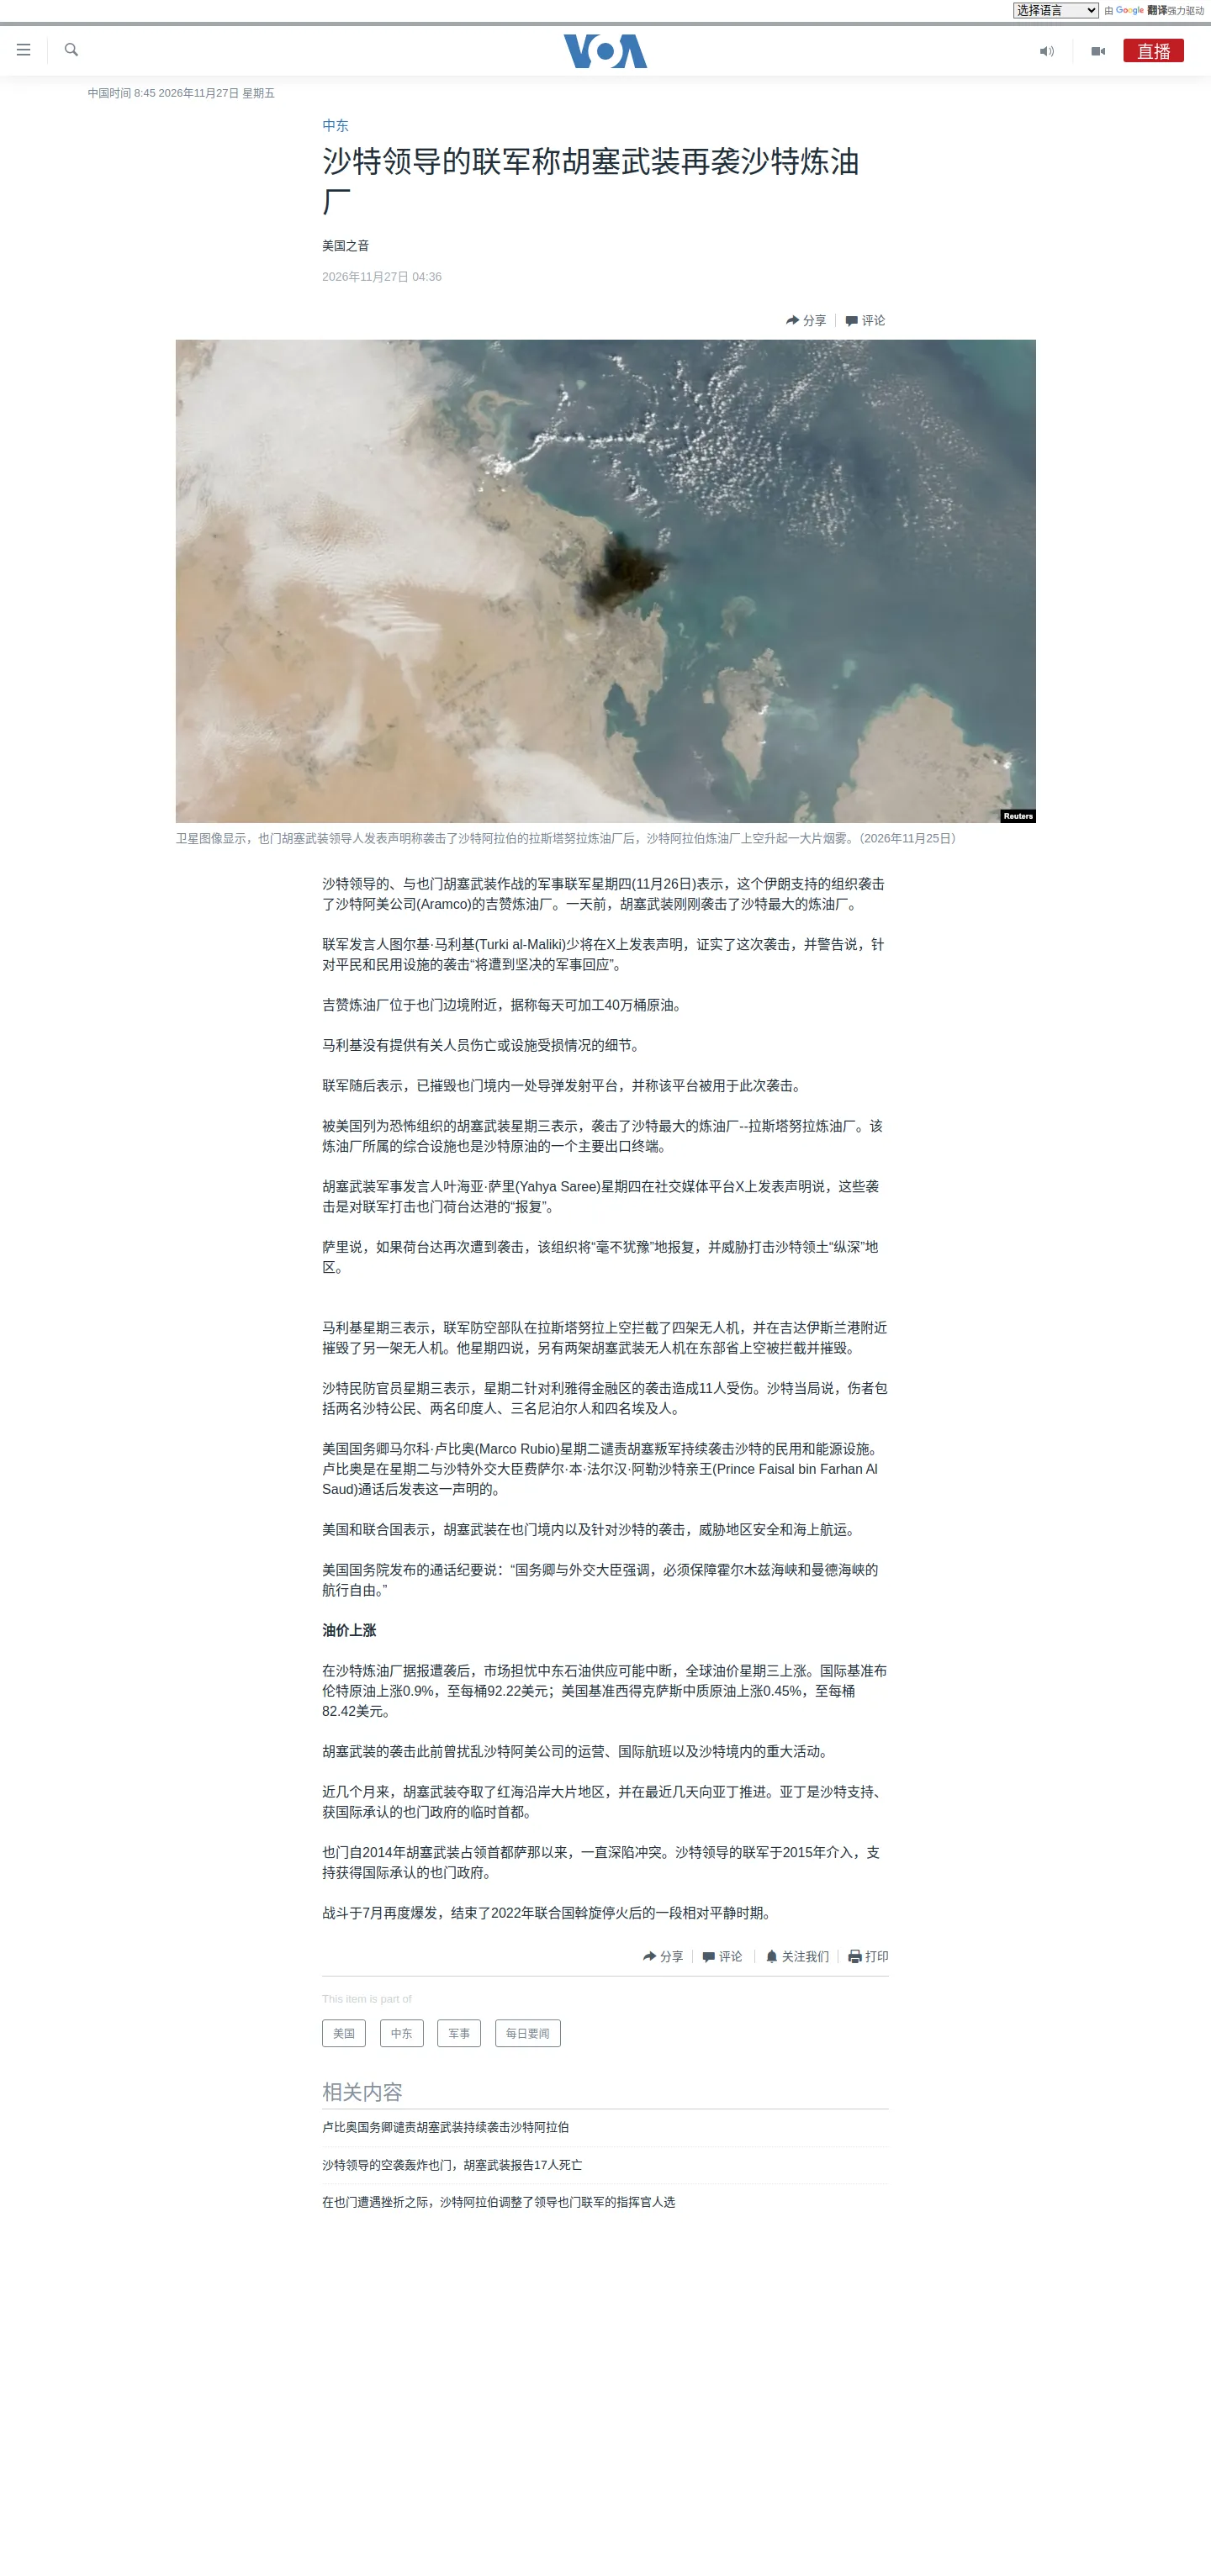 选择语言 由 Google 翻译强力驱动
VOA
直播
中国时间 8:45 2026年11月27日 星期五
中东
沙特领导的联军称胡塞武装再袭沙特炼油
厂
美国之音
2026年11月27日 04:36
分享 评论
Reuters
卫星图像显示，也门胡塞武装领导人发表声明称袭击了沙特阿拉伯的拉斯塔努拉炼油厂后，沙特阿拉伯炼油厂上空升起一大片烟雾。（2026年11月25日）
沙特领导的、与也门胡塞武装作战的军事联军星期四(11月26日)表示，这个伊朗支持的组织袭击
了沙特阿美公司(Aramco)的吉赞炼油厂。一天前，胡塞武装刚刚袭击了沙特最大的炼油厂。
联军发言人图尔基·马利基(Turki al-Maliki)少将在X上发表声明，证实了这次袭击，并警告说，针
对平民和民用设施的袭击“将遭到坚决的军事回应”。
吉赞炼油厂位于也门边境附近，据称每天可加工40万桶原油。
马利基没有提供有关人员伤亡或设施受损情况的细节。
联军随后表示，已摧毁也门境内一处导弹发射平台，并称该平台被用于此次袭击。
被美国列为恐怖组织的胡塞武装星期三表示，袭击了沙特最大的炼油厂--拉斯塔努拉炼油厂。该
炼油厂所属的综合设施也是沙特原油的一个主要出口终端。
胡塞武装军事发言人叶海亚·萨里(Yahya Saree)星期四在社交媒体平台X上发表声明说，这些袭
击是对联军打击也门荷台达港的“报复”。
萨里说，如果荷台达再次遭到袭击，该组织将“毫不犹豫”地报复，并威胁打击沙特领土“纵深”地
区。
马利基星期三表示，联军防空部队在拉斯塔努拉上空拦截了四架无人机，并在吉达伊斯兰港附近
摧毁了另一架无人机。他星期四说，另有两架胡塞武装无人机在东部省上空被拦截并摧毁。
沙特民防官员星期三表示，星期二针对利雅得金融区的袭击造成11人受伤。沙特当局说，伤者包
括两名沙特公民、两名印度人、三名尼泊尔人和四名埃及人。
美国国务卿马尔科·卢比奥(Marco Rubio)星期二谴责胡塞叛军持续袭击沙特的民用和能源设施。
卢比奥是在星期二与沙特外交大臣费萨尔·本·法尔汉·阿勒沙特亲王(Prince Faisal bin Farhan Al
Saud)通话后发表这一声明的。
美国和联合国表示，胡塞武装在也门境内以及针对沙特的袭击，威胁地区安全和海上航运。
美国国务院发布的通话纪要说：“国务卿与外交大臣强调，必须保障霍尔木兹海峡和曼德海峡的
航行自由。”
油价上涨
在沙特炼油厂据报遭袭后，市场担忧中东石油供应可能中断，全球油价星期三上涨。国际基准布
伦特原油上涨0.9%，至每桶92.22美元；美国基准西得克萨斯中质原油上涨0.45%，至每桶
82.42美元。
胡塞武装的袭击此前曾扰乱沙特阿美公司的运营、国际航班以及沙特境内的重大活动。
近几个月来，胡塞武装夺取了红海沿岸大片地区，并在最近几天向亚丁推进。亚丁是沙特支持、
获国际承认的也门政府的临时首都。
也门自2014年胡塞武装占领首都萨那以来，一直深陷冲突。沙特领导的联军于2015年介入，支
持获得国际承认的也门政府。
战斗于7月再度爆发，结束了2022年联合国斡旋停火后的一段相对平静时期。
分享 评论 关注我们 打印
This item is part of
美国 中东 军事 每日要闻
相关内容
卢比奥国务卿谴责胡塞武装持续袭击沙特阿拉伯
沙特领导的空袭轰炸也门，胡塞武装报告17人死亡
在也门遭遇挫折之际，沙特阿拉伯调整了领导也门联军的指挥官人选